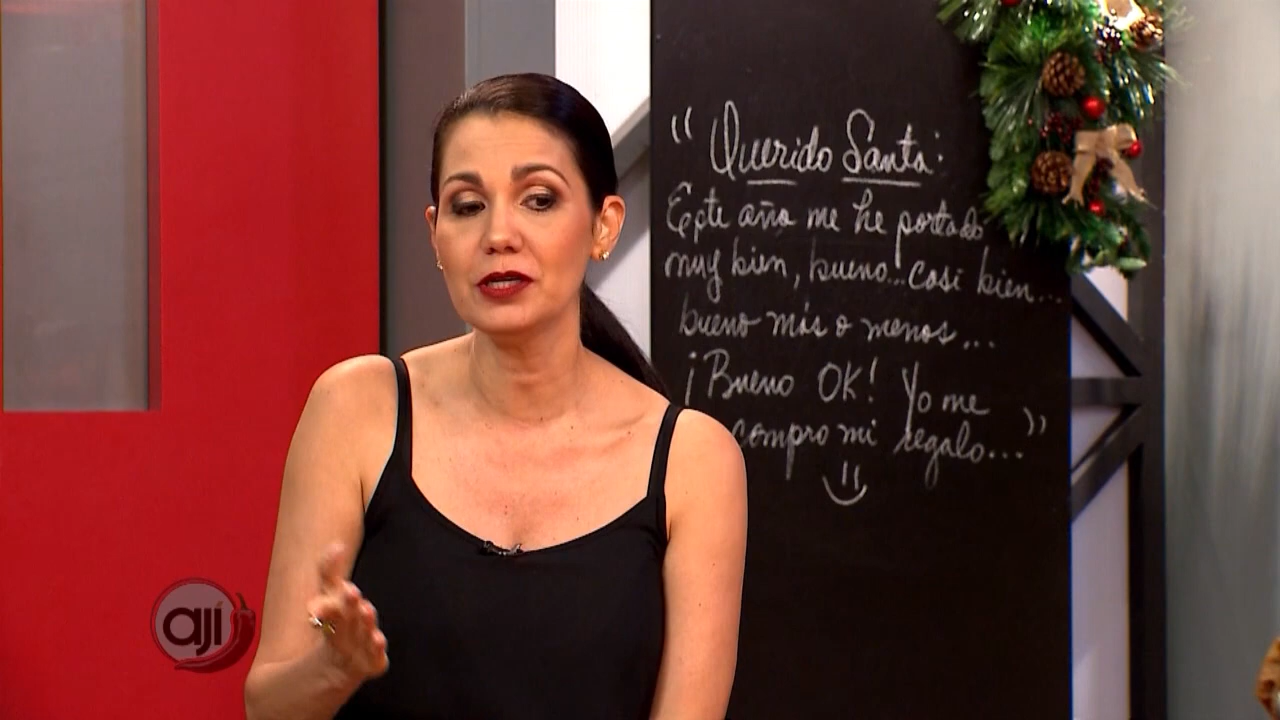 "Querido Santa:
Este año me he portado
muy bien, bueno...casi bien...
bueno más o menos...
¡Bueno OK! Yo me
compro mi regalo..."
ají